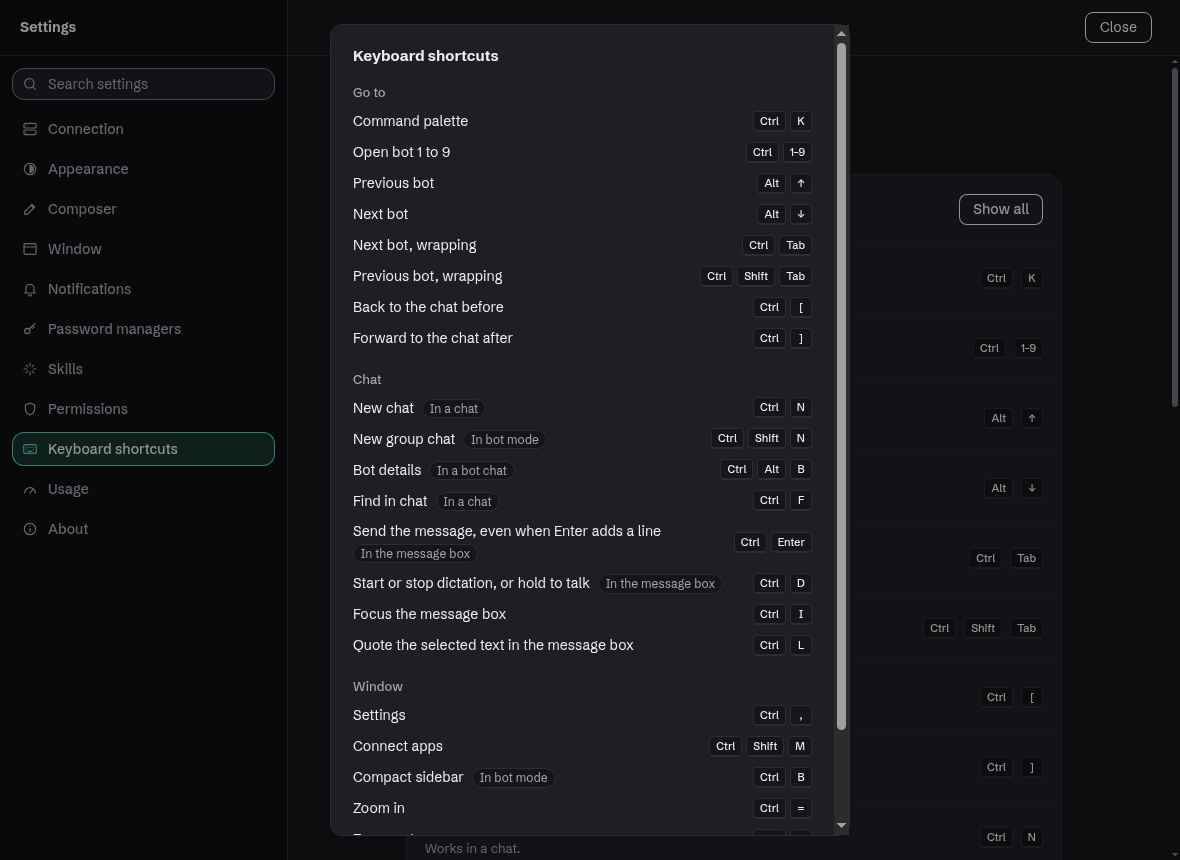 Settings
Close
Search settings
Connection
Appearance
Composer
Window
Notifications
Password managers
Skills
Permissions
Keyboard shortcuts
Usage
About
Keyboard shortcuts
Go to
Command palette Ctrl K
Open bot 1 to 9 Ctrl 1-9
Previous bot Alt ↑
Next bot Alt ↓
Next bot, wrapping Ctrl Tab
Previous bot, wrapping Ctrl Shift Tab
Back to the chat before Ctrl [
Forward to the chat after Ctrl ]
Chat
New chat In a chat Ctrl N
New group chat In bot mode Ctrl Shift N
Bot details In a bot chat Ctrl Alt B
Find in chat In a chat Ctrl F
Send the message, even when Enter adds a line
In the message box Ctrl Enter
Start or stop dictation, or hold to talk In the message box Ctrl D
Focus the message box Ctrl I
Quote the selected text in the message box Ctrl L
Window
Settings Ctrl ,
Connect apps Ctrl Shift M
Compact sidebar In bot mode Ctrl B
Zoom in Ctrl =
Show all
Ctrl K
Ctrl 1-9
Alt ↑
Alt ↓
Ctrl Tab
Ctrl Shift Tab
Ctrl [
Ctrl ]
Ctrl N
Works in a chat.